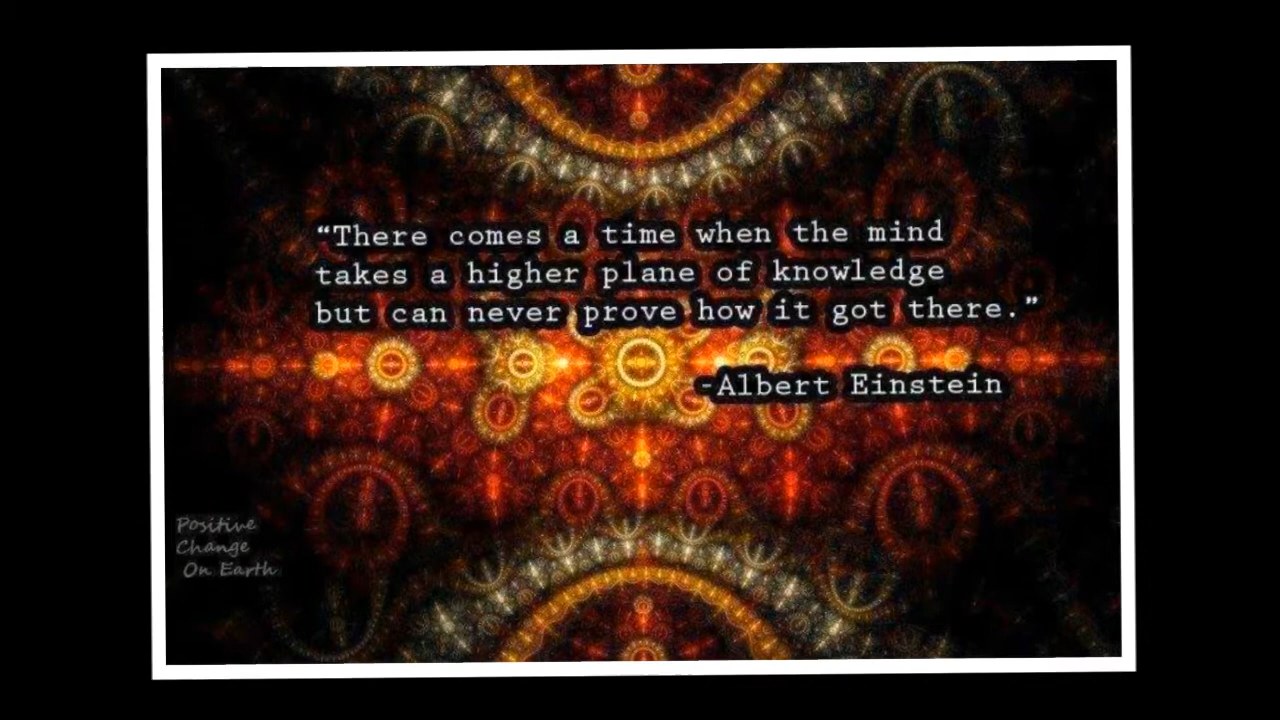 “There comes a time when the mind
takes a higher plane of knowledge
but can never prove how it got there.”
-Albert Einstein
Positive
Change
On Earth